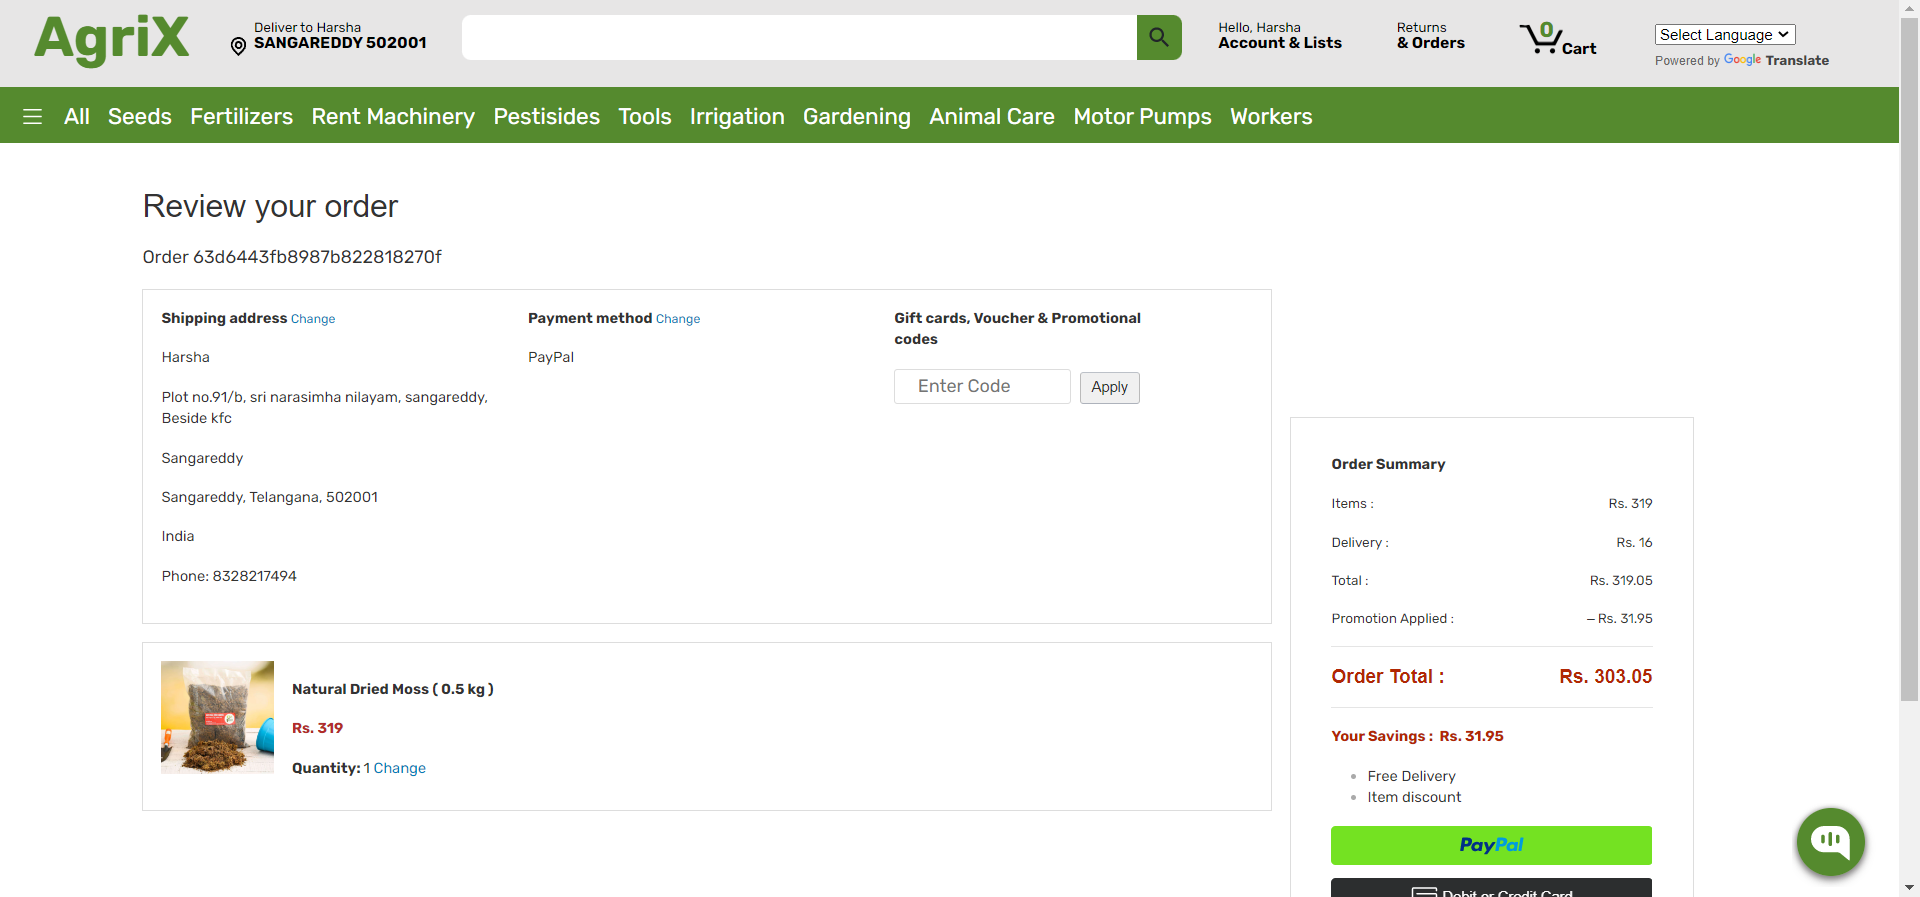 AgriX
Deliver to Harsha
SANGAREDDY 502001
Hello, Harsha
Account & Lists
Returns
& Orders
0
Cart
Select Language
Powered by Google Translate
All Seeds Fertilizers Rent Machinery Pestisides Tools Irrigation Gardening Animal Care Motor Pumps Workers
Review your order
Order 63d6443fb8987b822818270f
Shipping address Change
Harsha
Plot no.91/b, sri narasimha nilayam, sangareddy,
Beside kfc
Sangareddy
Sangareddy, Telangana, 502001
India
Phone: 8328217494
Payment method Change
PayPal
Gift cards, Voucher & Promotional
codes
Enter Code
Apply
Natural Dried Moss ( 0.5 kg )
Rs. 319
Quantity: 1 Change
Order Summary
Items : Rs. 319
Delivery : Rs. 16
Total : Rs. 319.05
Promotion Applied : – Rs. 31.95
Order Total : Rs. 303.05
Your Savings : Rs. 31.95
Free Delivery
Item discount
PayPal
Debit or Credit Card